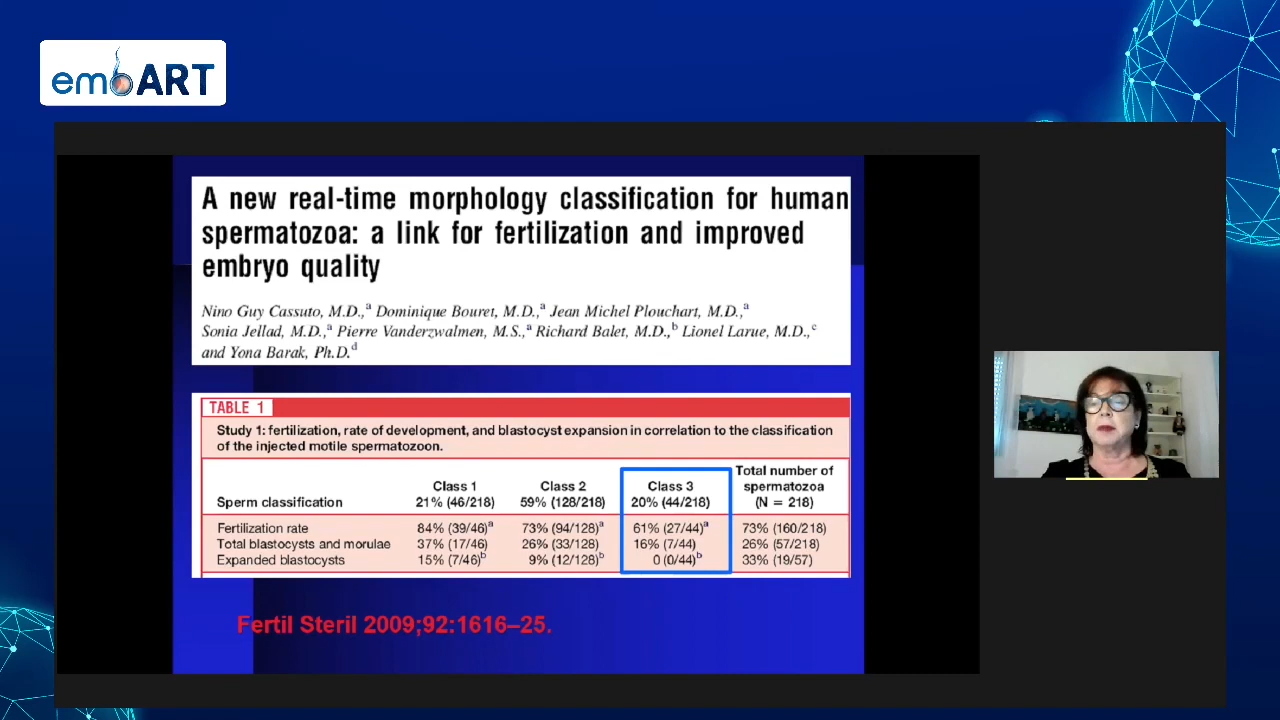 embART
A new real-time morphology classification for human
spermatozoa: a link for fertilization and improved
embryo quality
Nino Guy Cassuto, M.D.,a Dominique Bouret, M.D.,a Jean Michel Plouchart, M.D.,a
Sonia Jellad, M.D.,a Pierre Vanderzwalmen, M.S.,a Richard Balet, M.D.,b Lionel Larue, M.D.,c
and Yona Barak, Ph.D.d
TABLE 1
Study 1: fertilization, rate of development, and blastocyst expansion in correlation to the classification
of the injected motile spermatozoon.
Sperm classification Class 1 21% (46/218) Class 2 59% (128/218) Class 3 20% (44/218) Total number of spermatozoa (N = 218)
Fertilization rate 84% (39/46)a 73% (94/128)a 61% (27/44)a 73% (160/218)
Total blastocysts and morulae 37% (17/46) 26% (33/128) 16% (7/44) 26% (57/218)
Expanded blastocysts 15% (7/46)b 9% (12/128)b 0 (0/44)b 33% (19/57)
Fertil Steril 2009;92:1616–25.